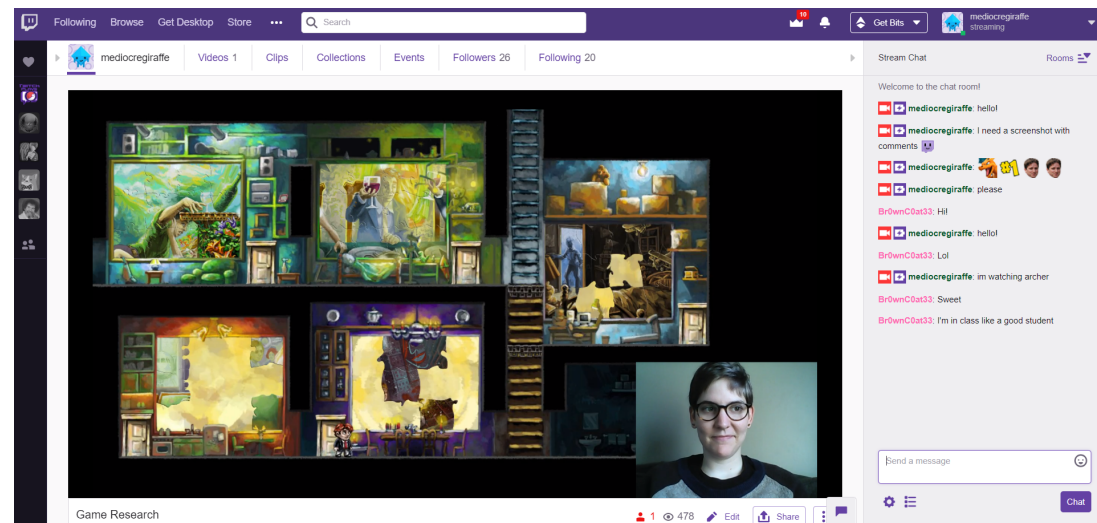 Following Browse Get Desktop Store ••• Search 10 Get Bits mediocregiraffe
streaming
mediocregiraffe Videos 1 Clips Collections Events Followers 26 Following 20
Stream Chat Rooms
Welcome to the chat room!
mediocregiraffe: hello!
mediocregiraffe: I need a screenshot with
comments
mediocregiraffe: #1
mediocregiraffe: please
Br0wnC0at33: Hi!
mediocregiraffe: hello!
Br0wnC0at33: Lol
mediocregiraffe: im watching archer
Br0wnC0at33: Sweet
Br0wnC0at33: I'm in class like a good student
Send a message
Chat
Game Research
1 478 Edit Share